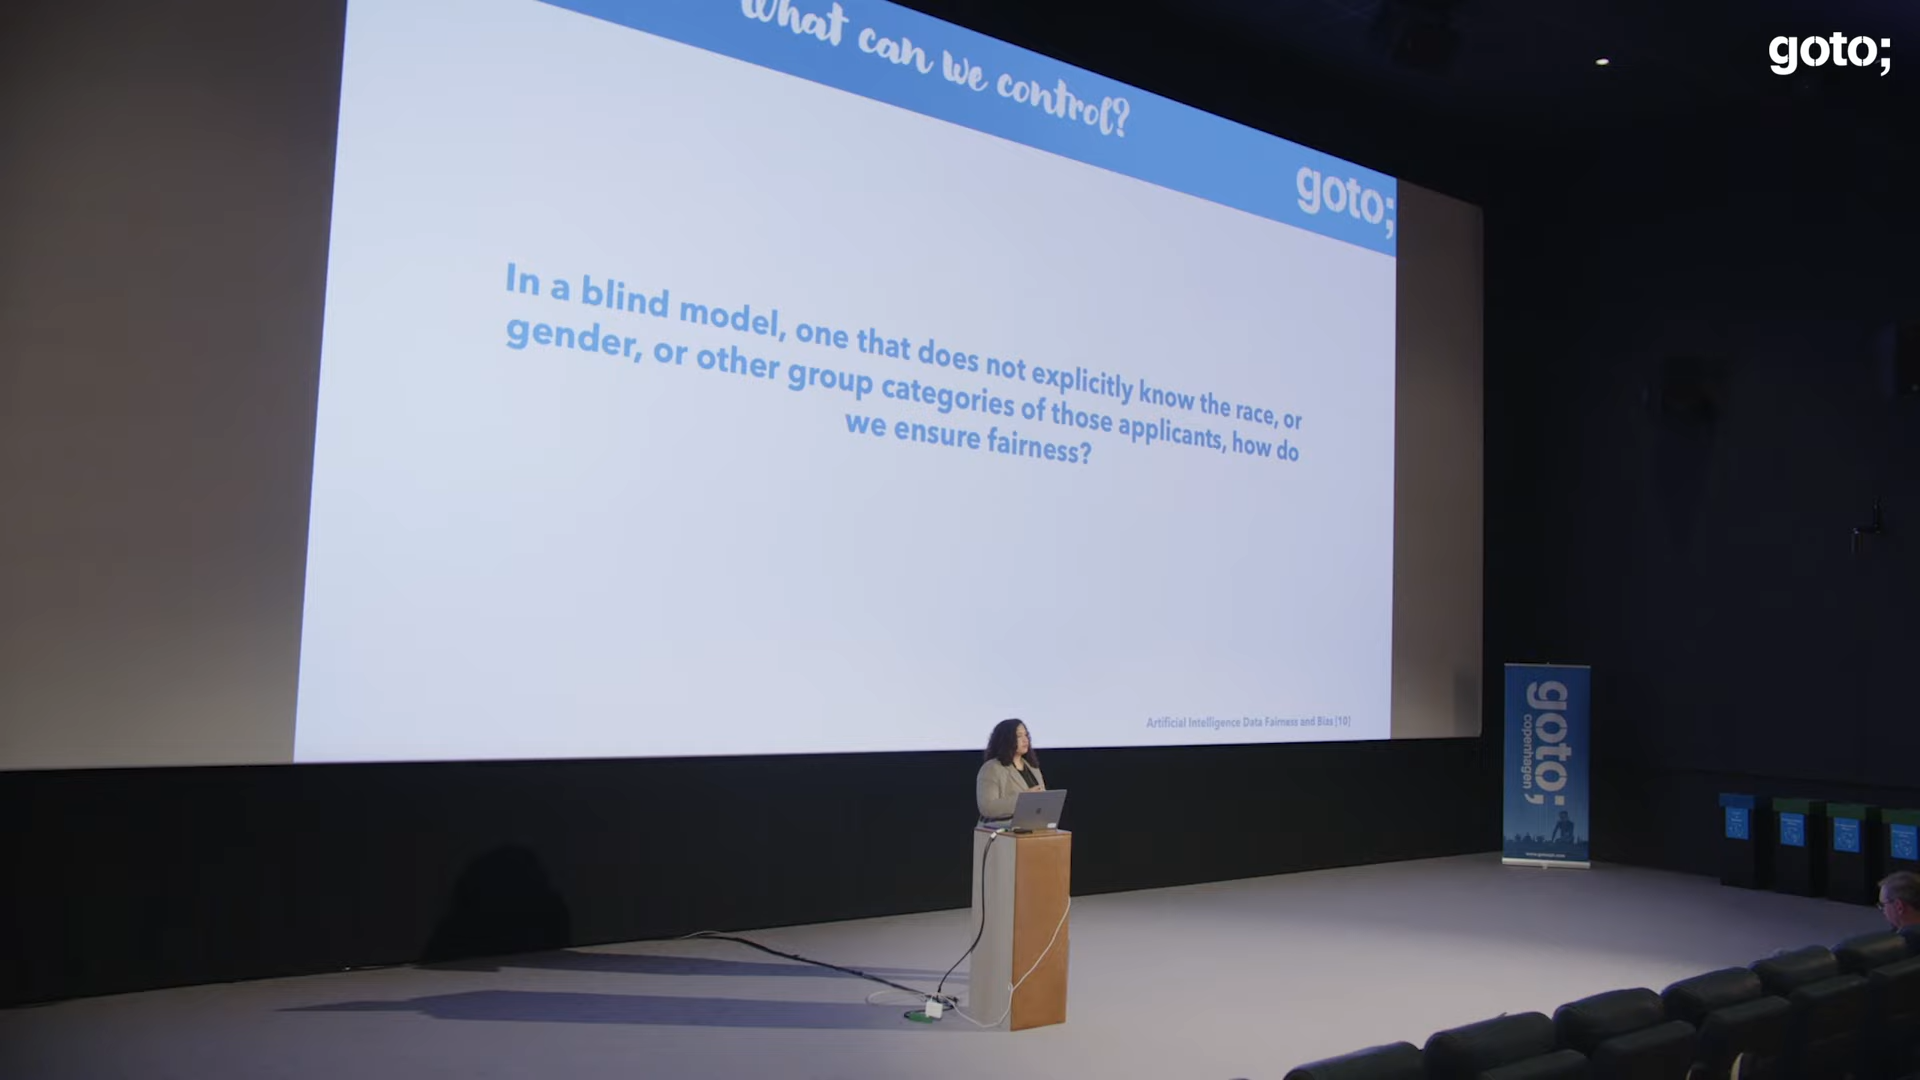 goto;
What can we control?
goto;
In a blind model, one that does not explicitly know the race, or
gender, or other group categories of those applicants, how do
we ensure fairness?
Artificial Intelligence Data Fairness and Bias [10]
goto;
copenhagen